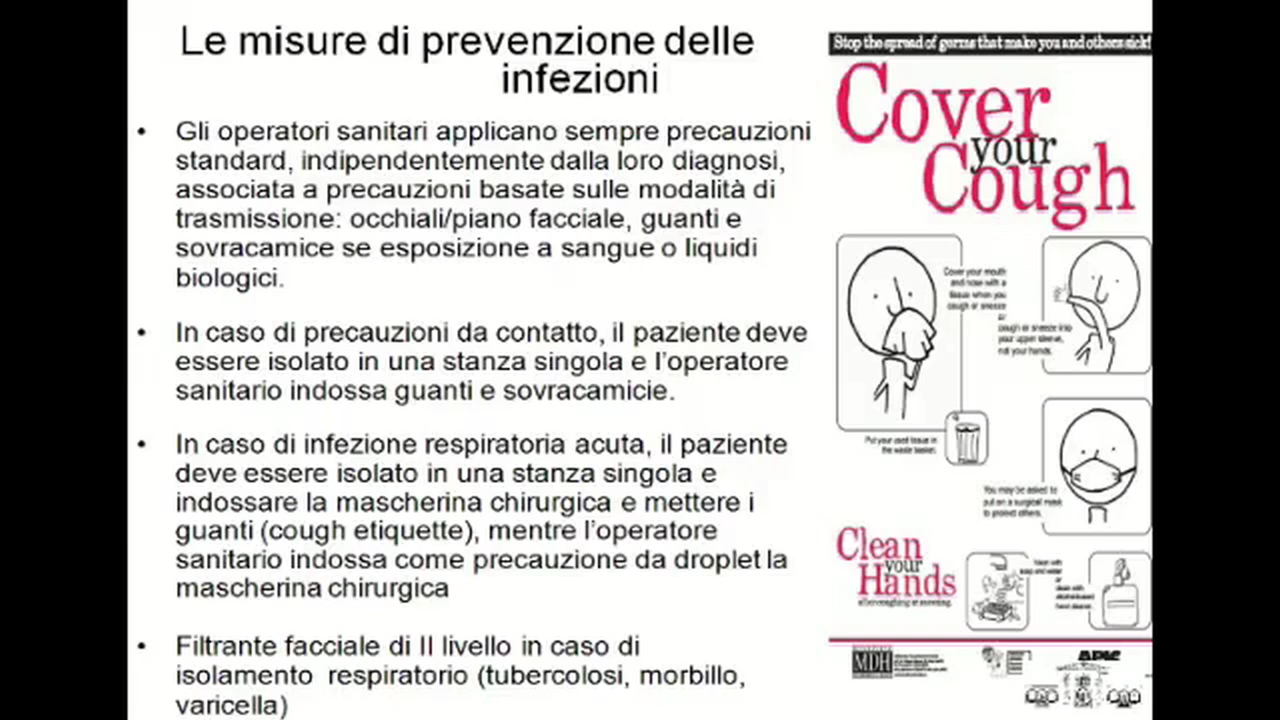 Le misure di prevenzione delle
infezioni
• Gli operatori sanitari applicano sempre precauzioni
standard, indipendentemente dalla loro diagnosi,
associata a precauzioni basate sulle modalità di
trasmissione: occhiali/piano facciale, guanti e
sovracamice se esposizione a sangue o liquidi
biologici.
• In caso di precauzioni da contatto, il paziente deve
essere isolato in una stanza singola e l’operatore
sanitario indossa guanti e sovracamicie.
• In caso di infezione respiratoria acuta, il paziente
deve essere isolato in una stanza singola e
indossare la mascherina chirurgica e mettere i
guanti (cough etiquette), mentre l’operatore
sanitario indossa come precauzione da droplet la
mascherina chirurgica
• Filtrante facciale di II livello in caso di
isolamento respiratorio (tubercolosi, morbillo,
varicella)
Stop the spread of germs that make you and others sick!
Cover
your
Cough
Cover your mouth
and nose with a
tissue when you
cough or sneeze
or
cough or sneeze into
your upper sleeve,
not your hands.
Put your used tissue in
the waste basket.
You may be asked to
put on a surgical mask
to protect others.
Clean
your
Hands
after coughing or sneezing.
MDH
APIC